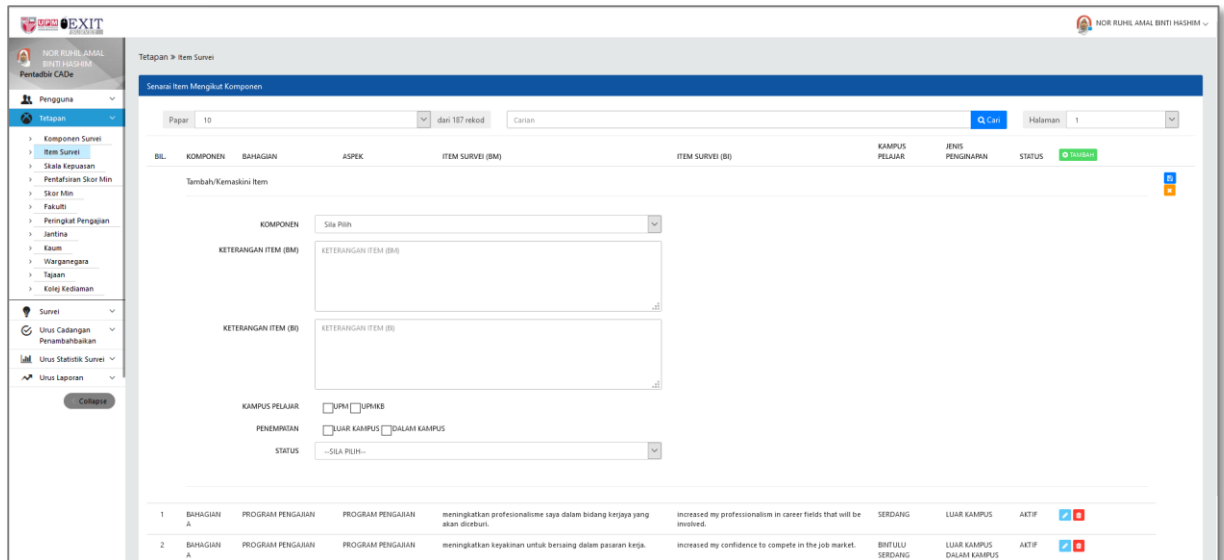 UPM EXIT
NOR RUHIL AMAL BINTI HASHIM
NOR RUHIL AMAL
BINTI HASHIM
Pentadbir CADe
Pengguna
Tetapan
Komponen Survei
Item Survei
Skala Kepuasan
Pentafsiran Skor Min
Skor Min
Fakulti
Peringkat Pengajian
Jantina
Kaum
Warganegara
Tajaan
Kolej Kediaman
Survei
Urus Cadangan
Penambahbaikan
Urus Statistik Survei
Urus Laporan
Collapse
Tetapan » Item Survei
Senarai Item Mengikut Komponen
Papar 10 dari 187 rekod Carian Cari Halaman 1
BIL. KOMPONEN BAHAGIAN ASPEK ITEM SURVEI (BM) ITEM SURVEI (BI) KAMPUS PELAJAR JENIS PENGINAPAN STATUS TAMBAH
Tambah/Kemaskini Item
KOMPONEN Sila Pilih
KETERANGAN ITEM (BM) KETERANGAN ITEM (BM)
KETERANGAN ITEM (BI) KETERANGAN ITEM (BI)
KAMPUS PELAJAR UPM UPMKB
PENEMPATAN LUAR KAMPUS DALAM KAMPUS
STATUS --SILA PILIH--
1 BAHAGIAN PROGRAM PENGAJIAN PROGRAM PENGAJIAN meningkatkan profesionalisme saya dalam bidang kerjaya yang increased my professionalism in career fields that will be SERDANG LUAR KAMPUS AKTIF
A akan diceburi. involved.
2 BAHAGIAN PROGRAM PENGAJIAN PROGRAM PENGAJIAN meningkatkan keyakinan untuk bersaing dalam pasaran kerja. increased my confidence to compete in the job market. BINTULU LUAR KAMPUS AKTIF
A SERDANG DALAM KAMPUS